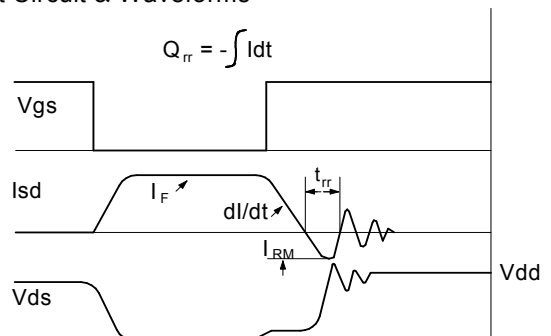 t Circuit & Waveforms
Qrr = -∫Idt
Vgs
Isd
IF
trr
dI/dt
IRM
Vdd
Vds